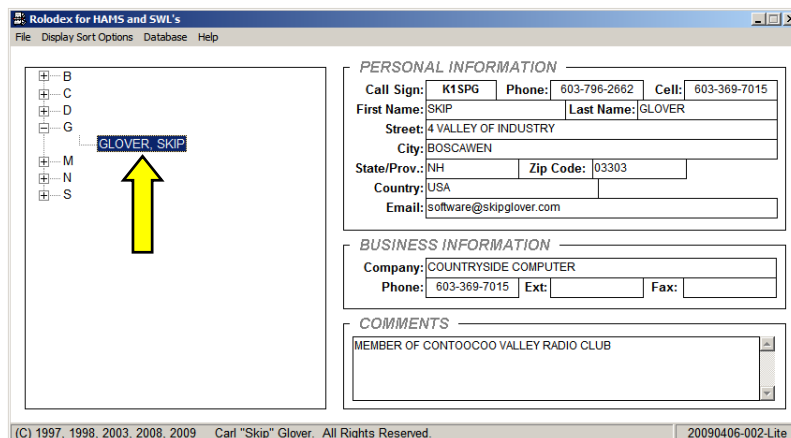 Rolodex for HAMS and SWL's
File Display Sort Options Database Help
B
C
D
G
GLOVER, SKIP
M
N
S
PERSONAL INFORMATION
Call Sign: K1SPG Phone: 603-796-2662 Cell: 603-369-7015
First Name: SKIP Last Name: GLOVER
Street: 4 VALLEY OF INDUSTRY
City: BOSCAWEN
State/Prov.: NH Zip Code: 03303
Country: USA
Email: software@skipglover.com
BUSINESS INFORMATION
Company: COUNTRYSIDE COMPUTER
Phone: 603-369-7015 Ext: Fax:
COMMENTS
MEMBER OF CONTOOCOO VALLEY RADIO CLUB
(C) 1997, 1998, 2003, 2008, 2009 Carl "Skip" Glover, All Rights Reserved. 20090406-002-Lite